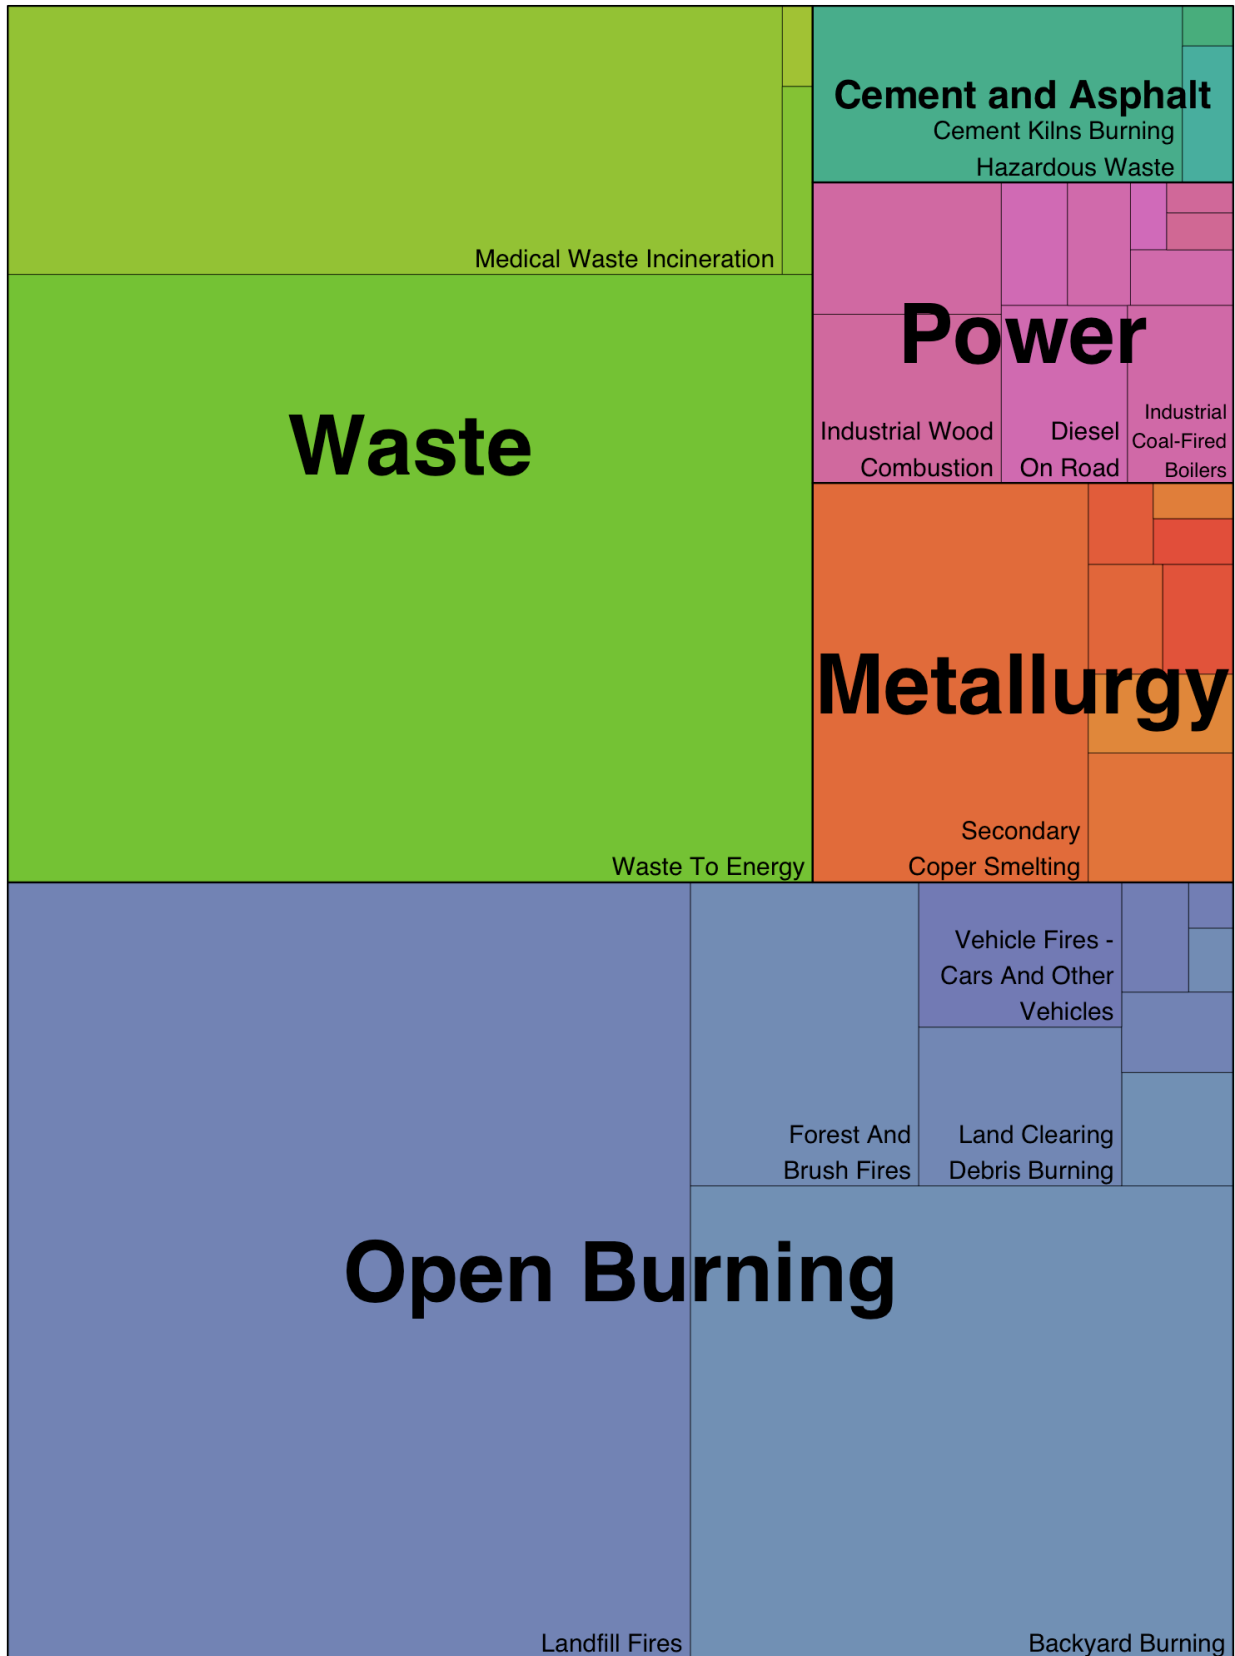 Medical Waste Incineration
Waste
Waste To Energy
Cement and Asphalt
Cement Kilns Burning
Hazardous Waste
Power
Industrial Wood
Combustion
Diesel
On Road
Industrial
Coal-Fired
Boilers
Metallurgy
Secondary
Coper Smelting
Open Burning
Landfill Fires
Forest And
Brush Fires
Vehicle Fires -
Cars And Other
Vehicles
Land Clearing
Debris Burning
Backyard Burning